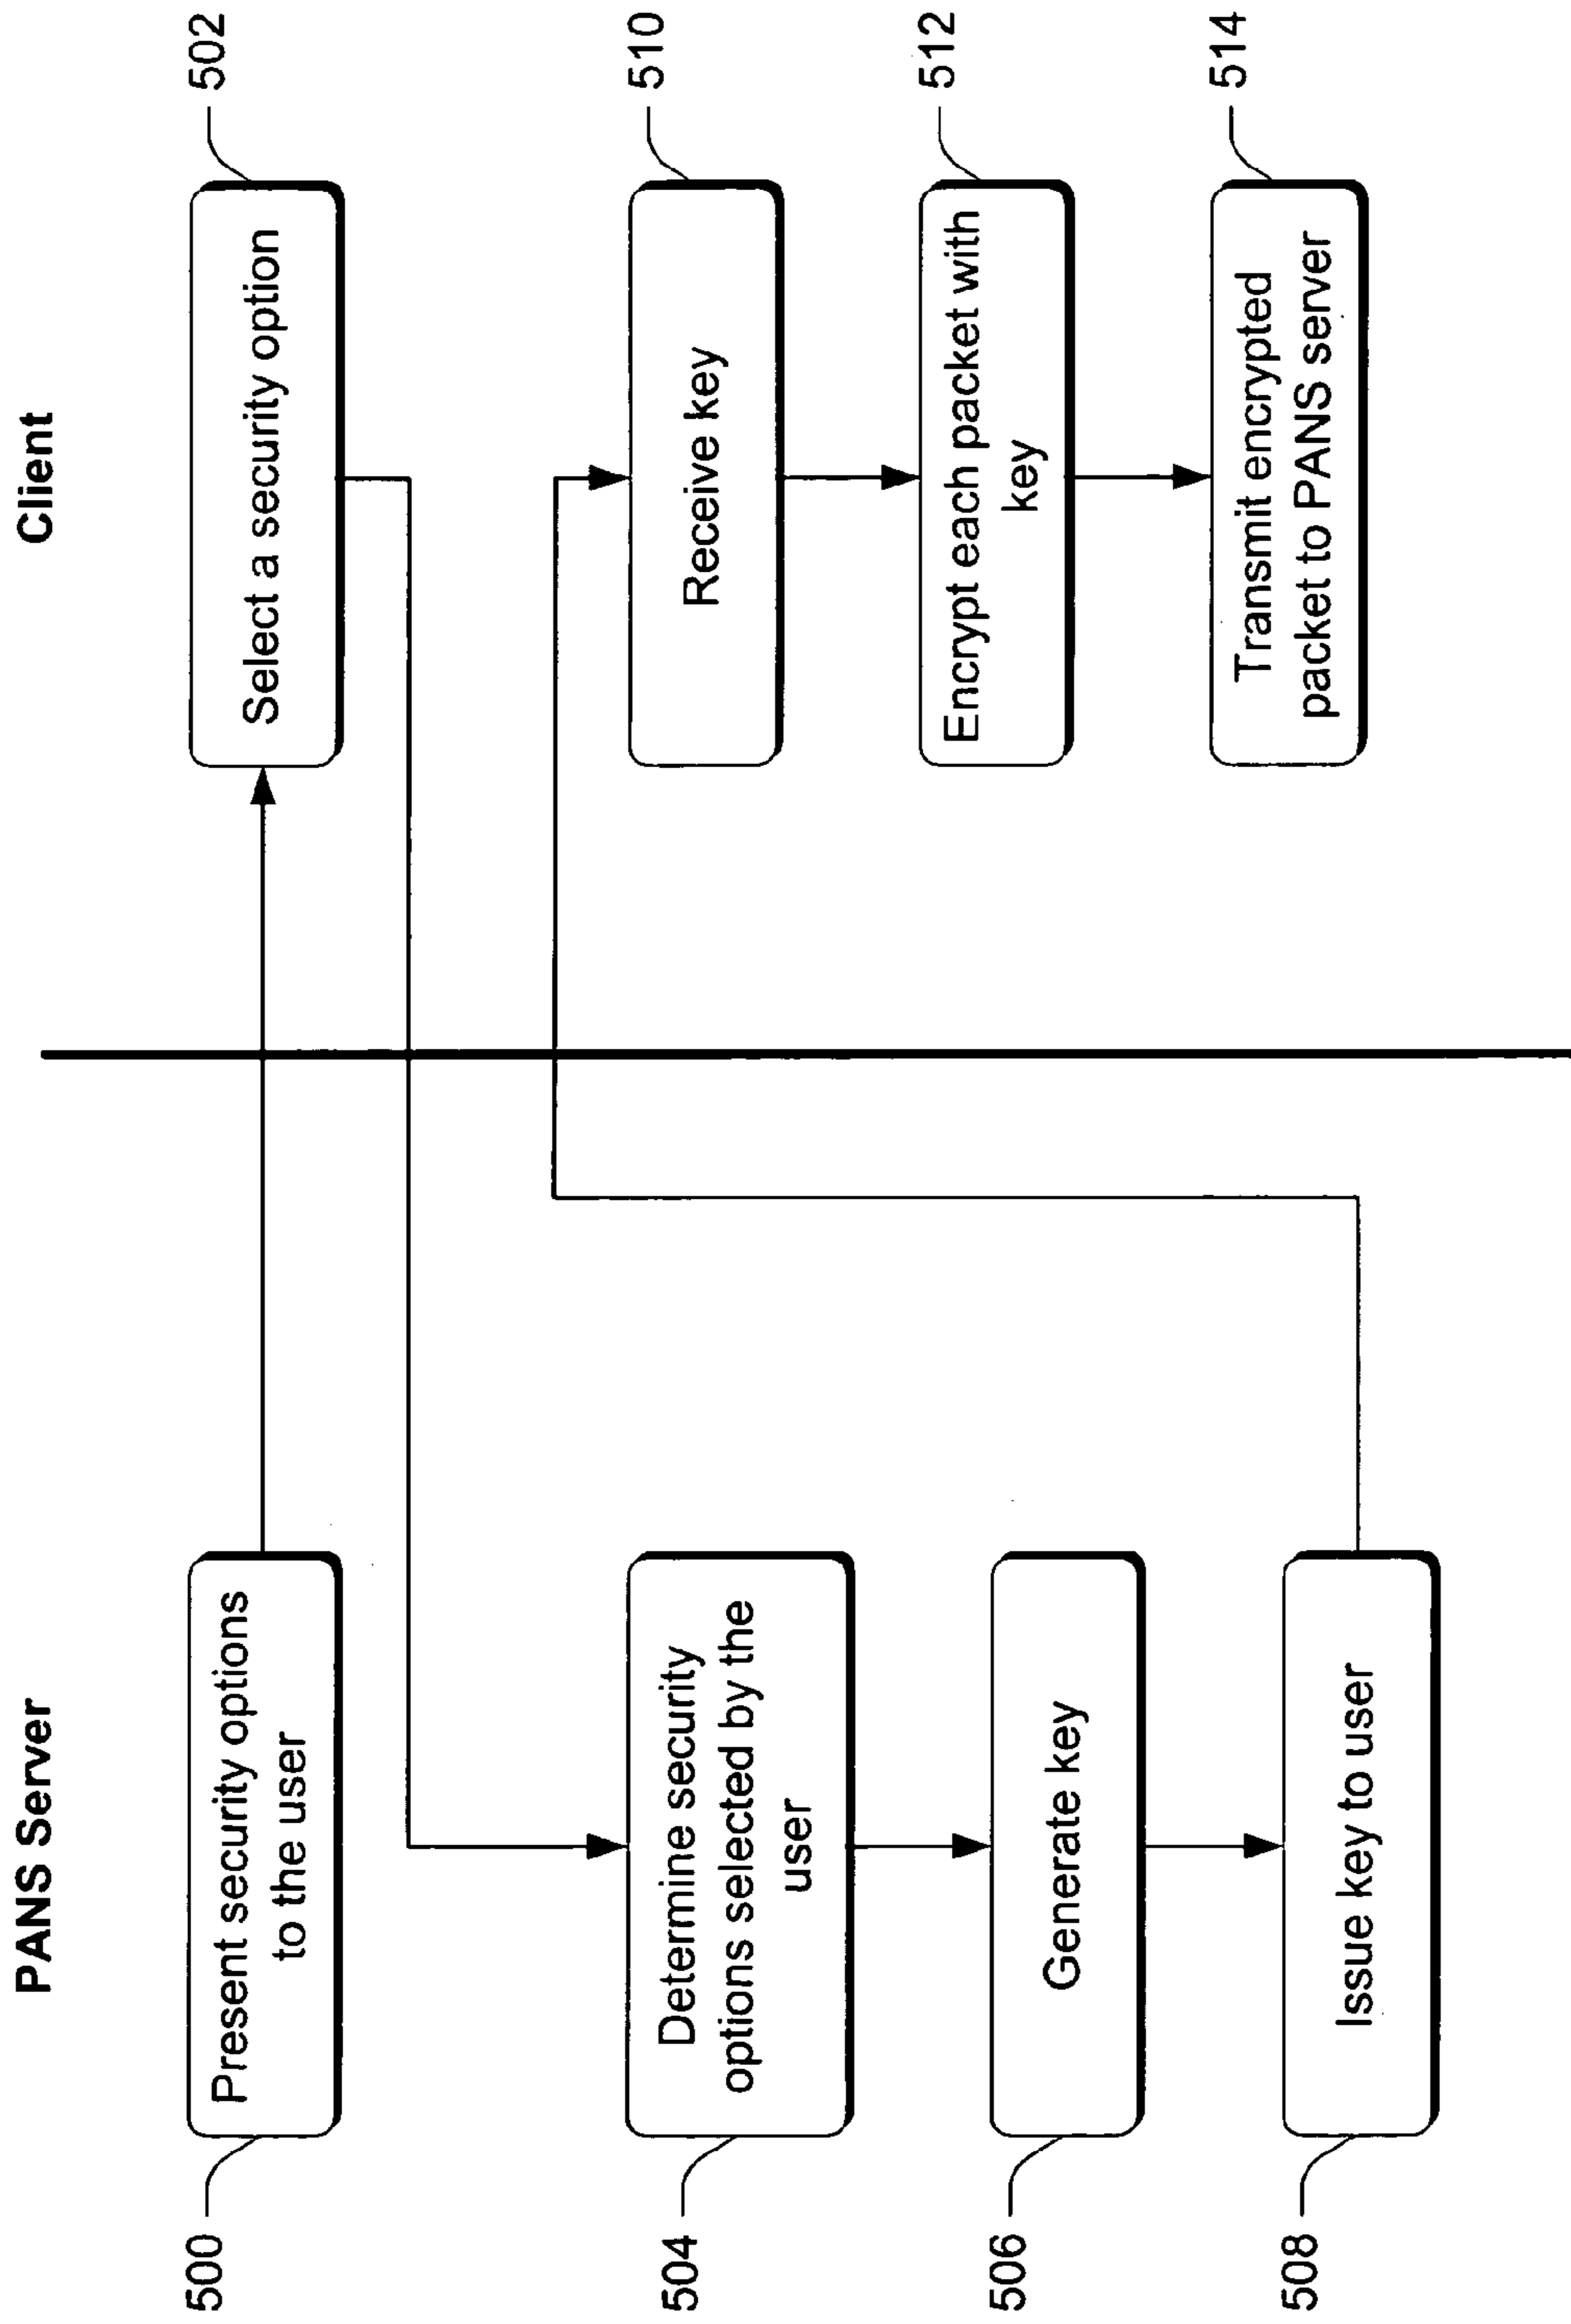 PANS Server
Client
500
Present security options
to the user
Select a security option
502
504
Determine security
options selected by the
user
Receive key
510
506
Generate key
Encrypt each packet with
key
512
508
Issue key to user
Transmit encrypted
packet to PANS server
514